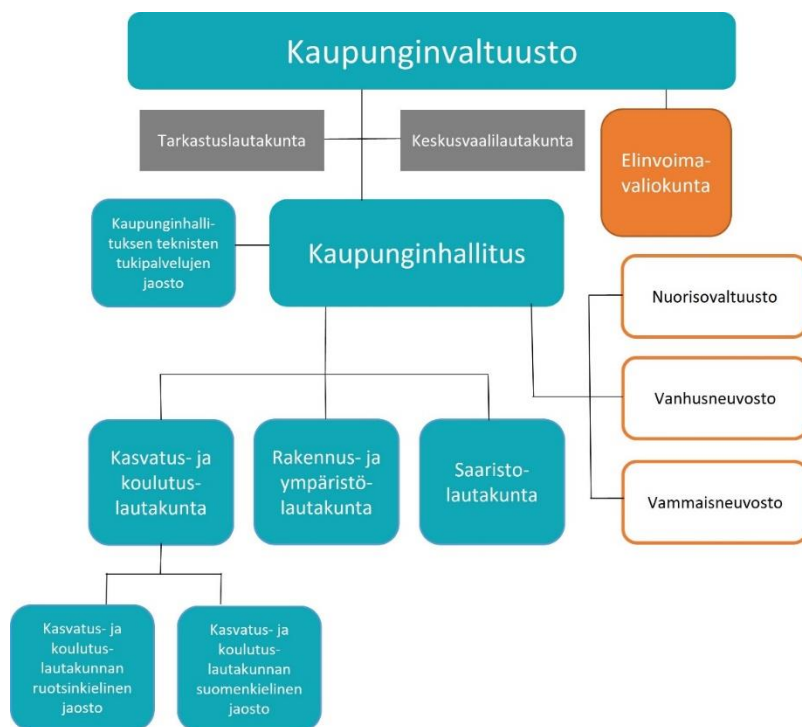 Kaupunginvaltuusto
Tarkastuslautakunta
Keskusvaalilautakunta
Elinvoima-
valiokunta
Kaupunginhalli-
tuksen teknisten
tukipalvelujen
jaosto
Kaupunginhallitus
Nuorisovaltuusto
Vanhusneuvosto
Vammaisneuvosto
Kasvatus- ja
koulutus-
lautakunta
Rakennus- ja
ympäristö-
lautakunta
Saaristo-
lautakunta
Kasvatus- ja
koulutus-
lautakunnan
ruotsinkielinen
jaosto
Kasvatus- ja
koulutus-
lautakunnan
suomenkielinen
jaosto